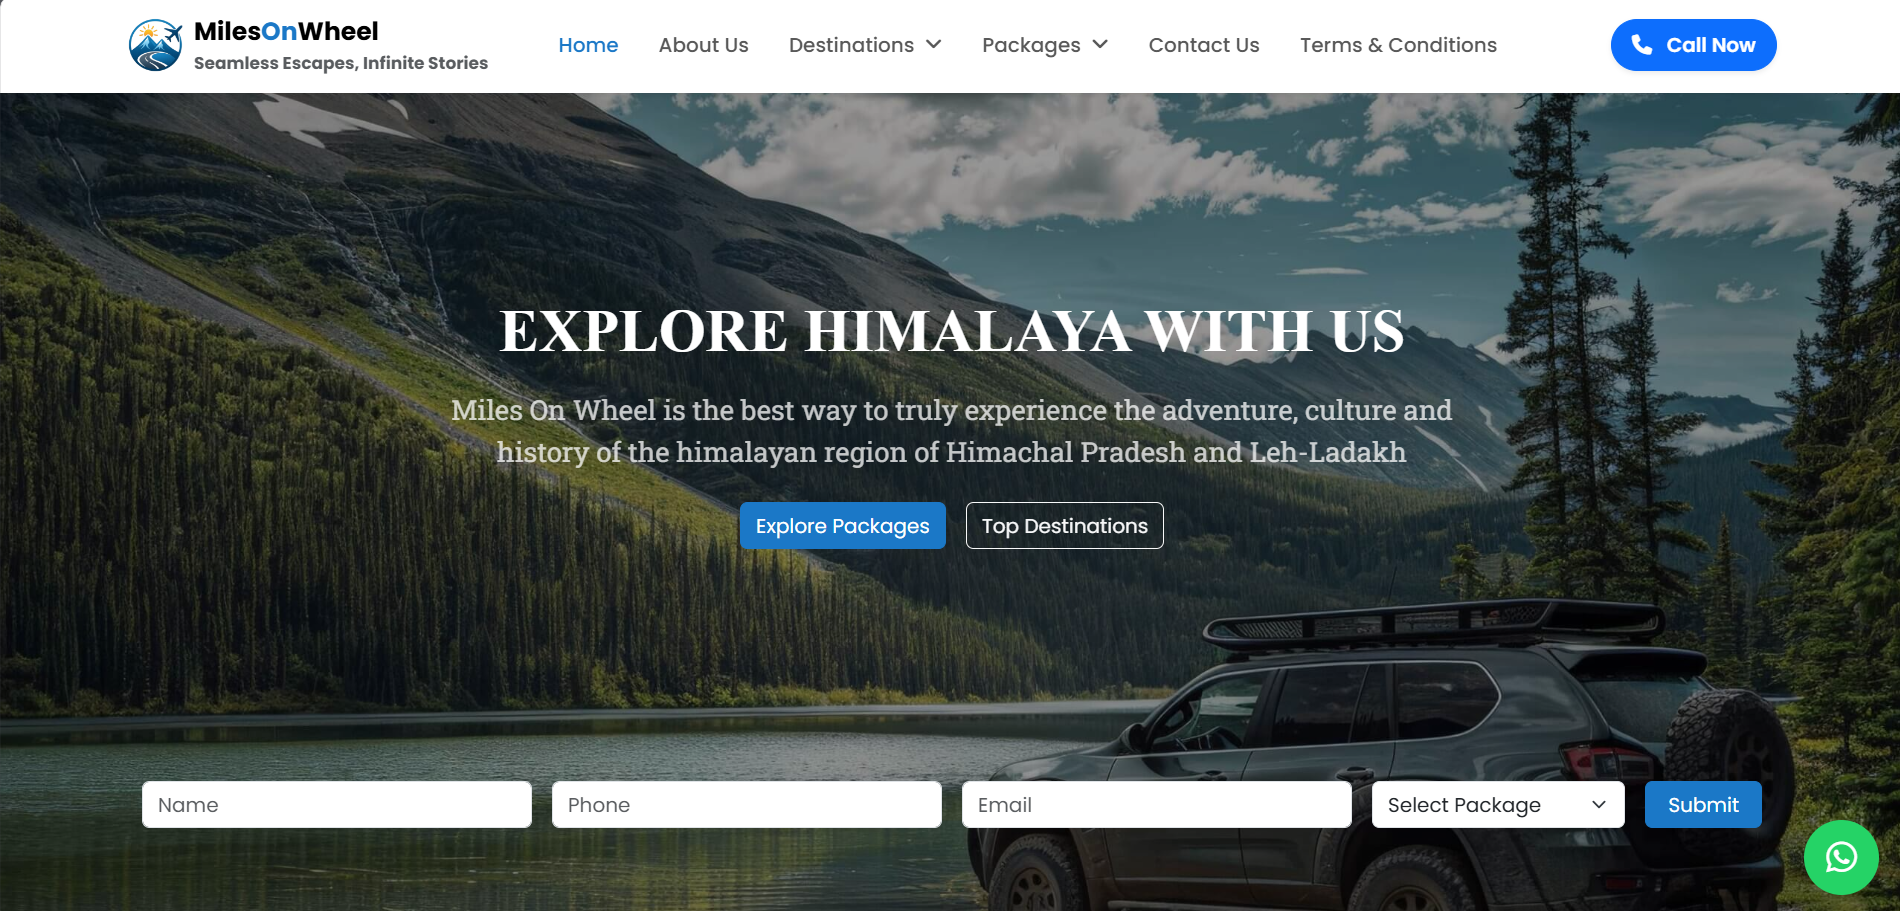 MilesOnWheel
Seamless Escapes, Infinite Stories
Home
About Us
Destinations
Packages
Contact Us
Terms & Conditions
Call Now
EXPLORE HIMALAYA WITH US
Miles On Wheel is the best way to truly experience the adventure, culture and
history of the himalayan region of Himachal Pradesh and Leh-Ladakh
Explore Packages
Top Destinations
Name
Phone
Email
Select Package
Submit